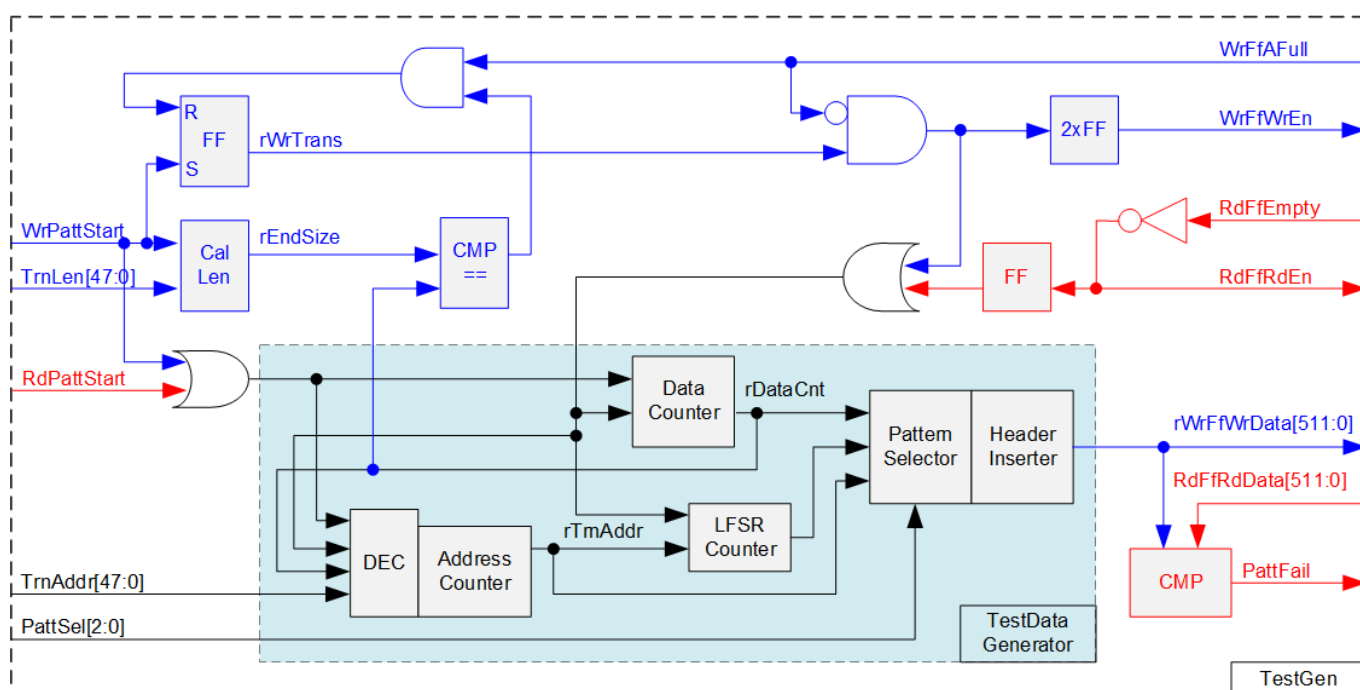 WrFfAFull
R
FF
S
rWrTrans
2xFF
WrFfWrEn
RdFfEmpty
WrPattStart
Cal
Len
rEndSize
CMP
==
TrnLen[47:0]
FF
RdFfRdEn
RdPattStart
Data
Counter
rDataCnt
Pattern
Selector
Header
Inserter
rWrFfWrData[511:0]
RdFfRdData[511:0]
DEC
Address
Counter
rTrnAddr
LFSR
Counter
CMP
PattFail
TrnAddr[47:0]
PattSel[2:0]
TestData
Generator
TestGen